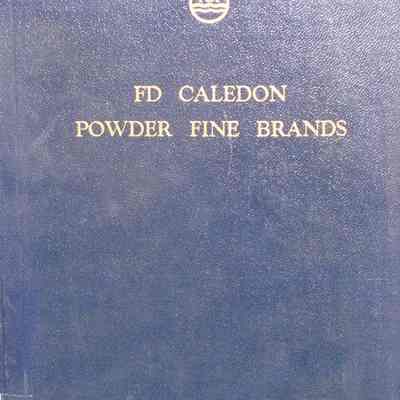 FD CALEDON
POWDER FINE BRANDS